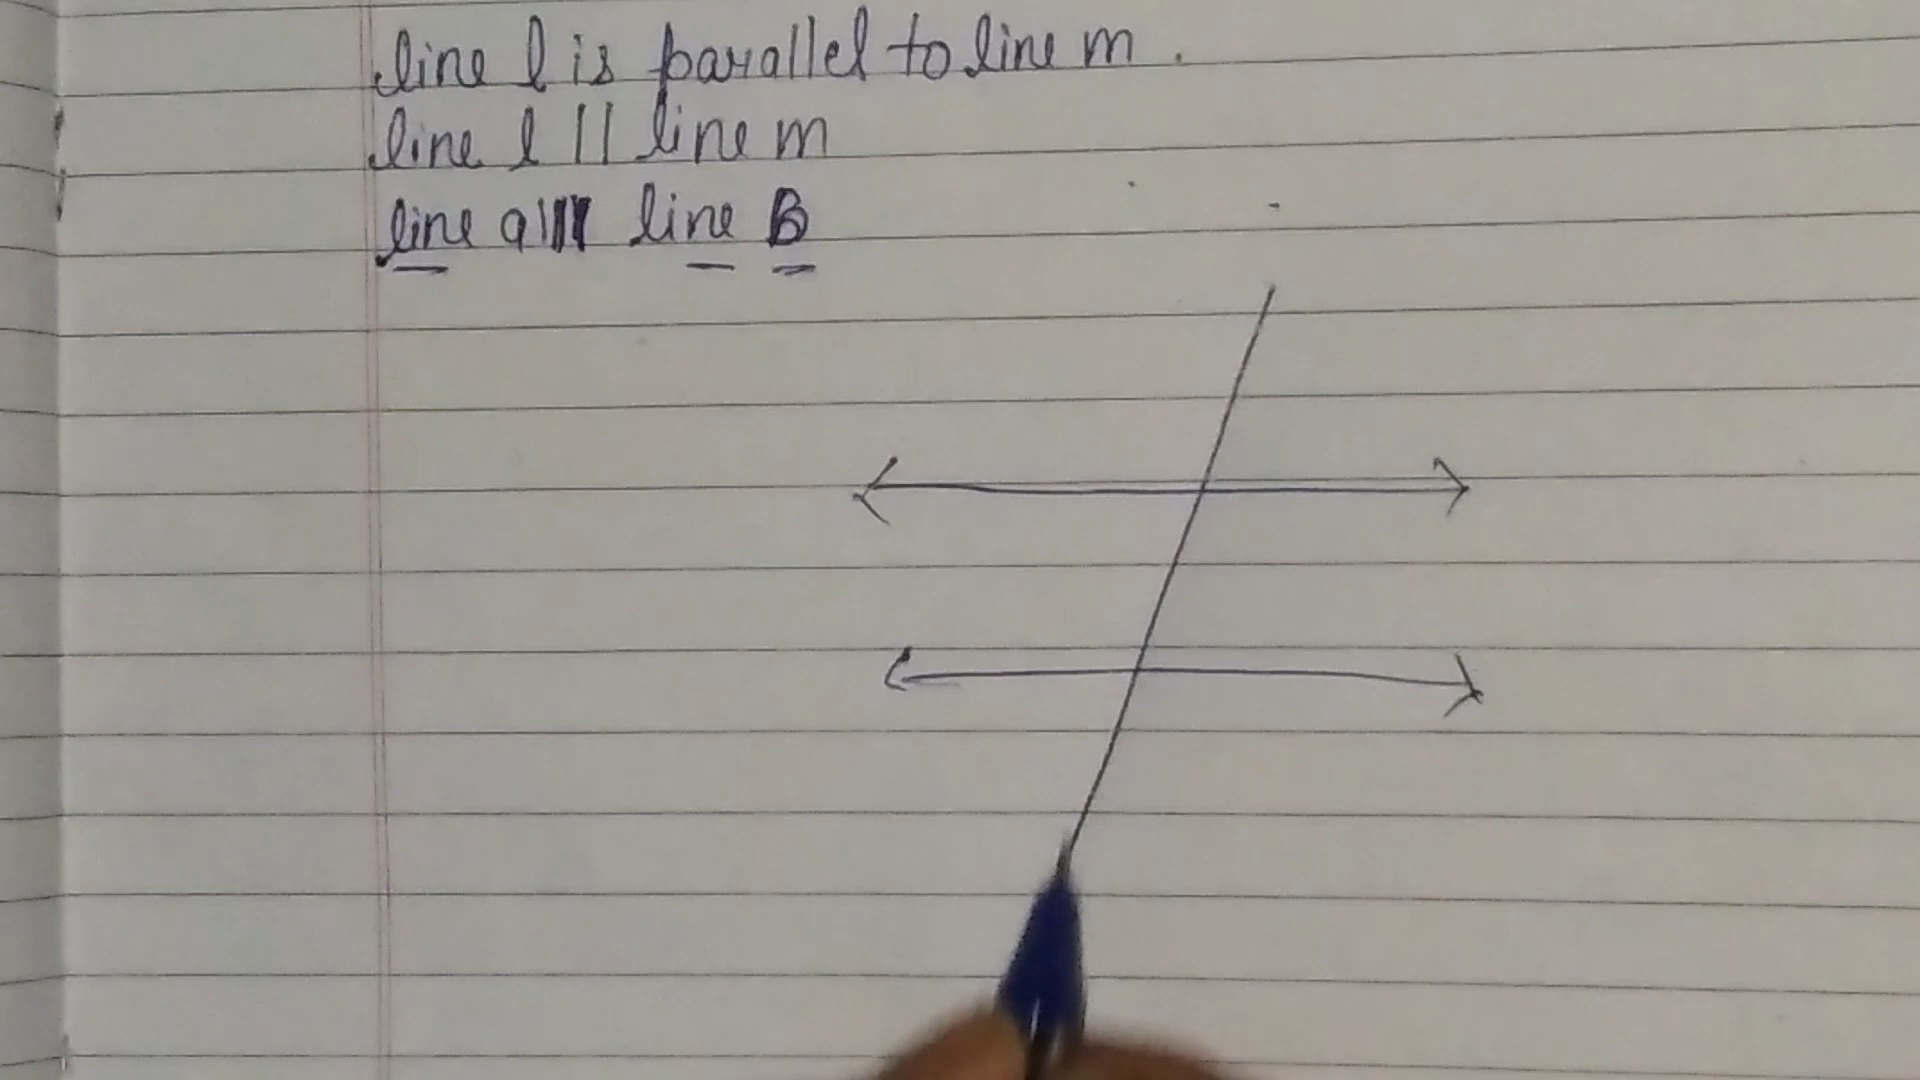 line l is parallel to line m .
line l || line m
line a || line B